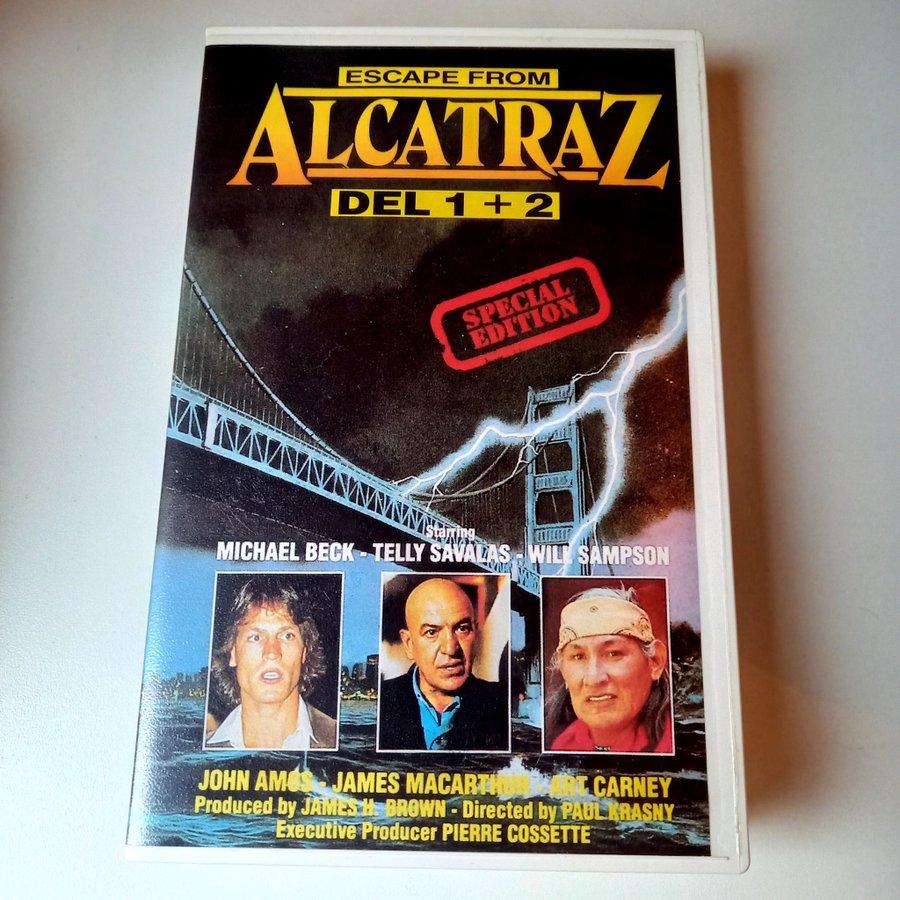 ESCAPE FROM
ALCATRAZ
DEL 1 + 2
SPECIAL
EDITION
Starring
MICHAEL BECK - TELLY SAVALAS - WILL SAMPSON
JOHN AMOS - JAMES MACARTHUR - ART CARNEY
Produced by JAMES H. BROWN - Directed by PAUL KRASNY
Executive Producer PIERRE COSSETTE